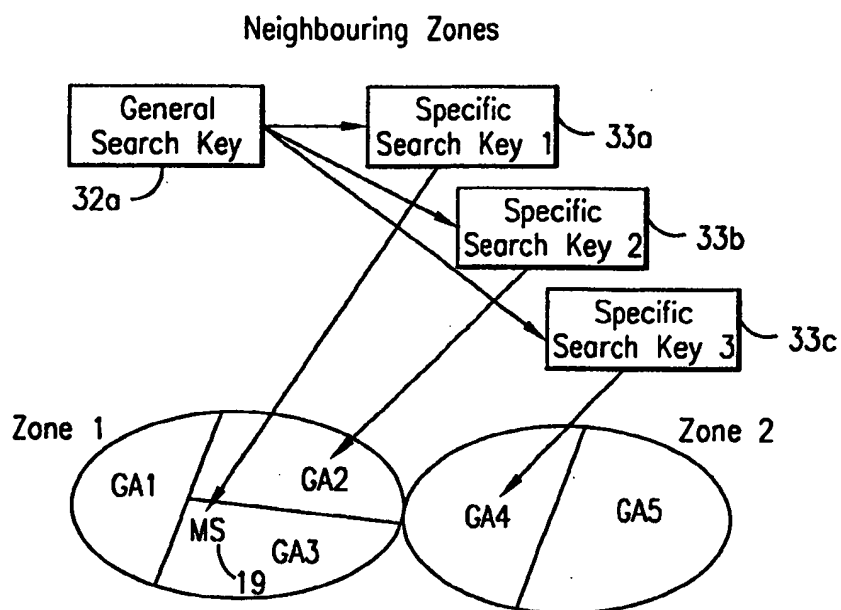 Neighbouring Zones
General
Search Key
32a
Specific
Search Key 1
33a
Specific
Search Key 2
33b
Specific
Search Key 3
33c
Zone 1
Zone 2
GA1
GA2
MS
GA3
19
GA4
GA5